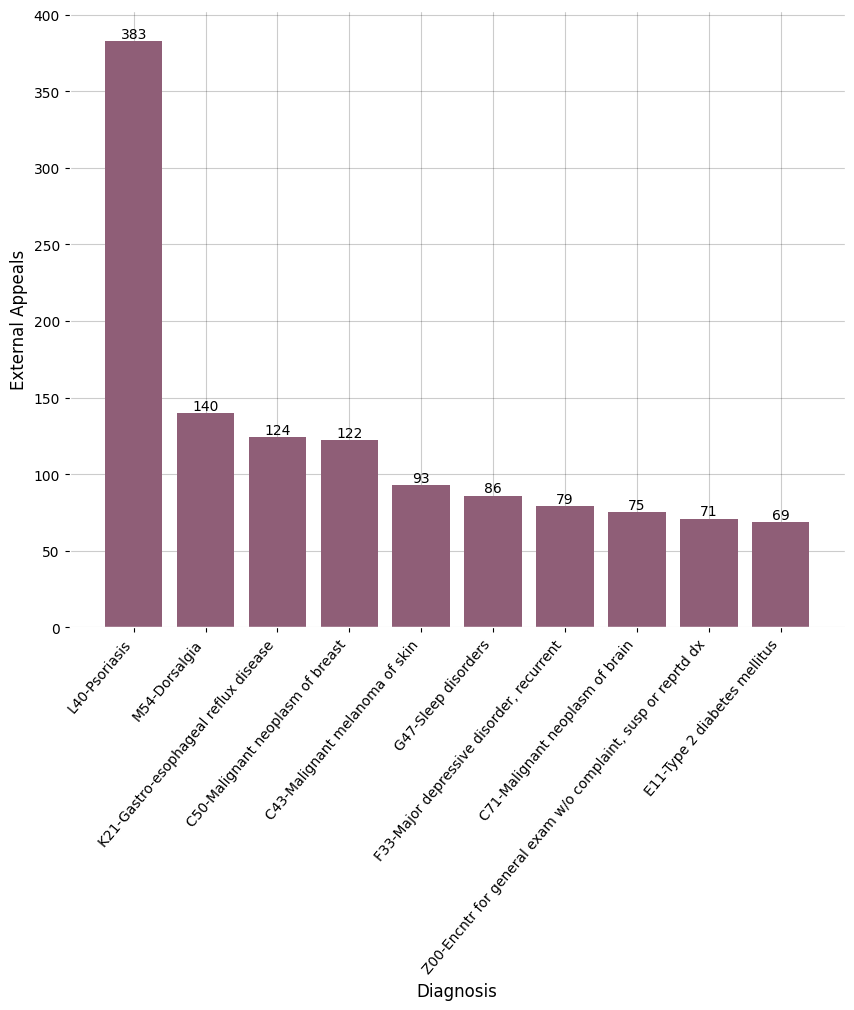 400
350
300
250
200
150
100
50
0
External Appeals
383
140
124
122
93
86
79
75
71
69
L40-Psoriasis
M54-Dorsalgia
K21-Gastro-esophageal reflux disease
C50-Malignant neoplasm of breast
C43-Malignant melanoma of skin
G47-Sleep disorders
F33-Major depressive disorder, recurrent
C71-Malignant neoplasm of brain
Z00-Encntr for general exam w/o complaint, susp or reprtd dx
E11-Type 2 diabetes mellitus
Diagnosis